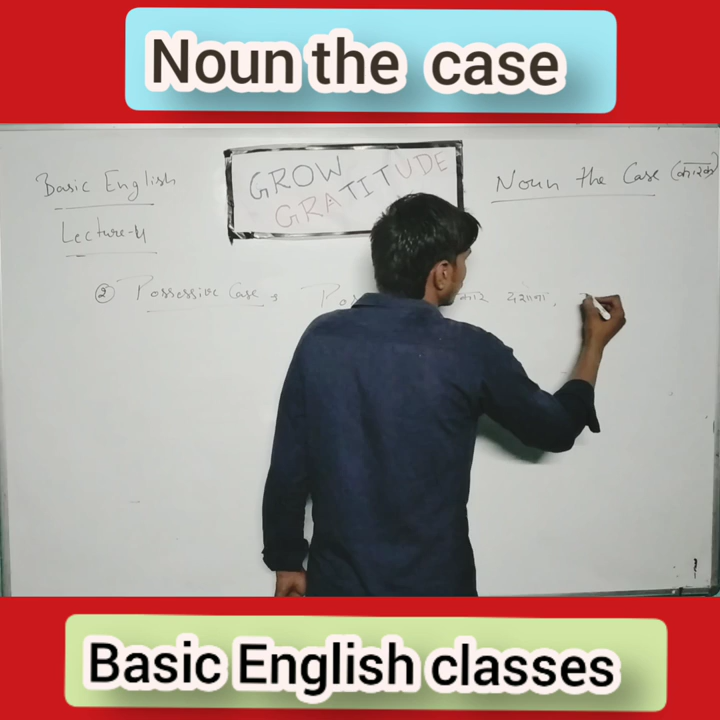 Noun the case
Basic English
Lecture-4
GROW
GRATITUDE
Noun the Case (कारक)
② Possessive Case, दर्शाना,
Basic English classes